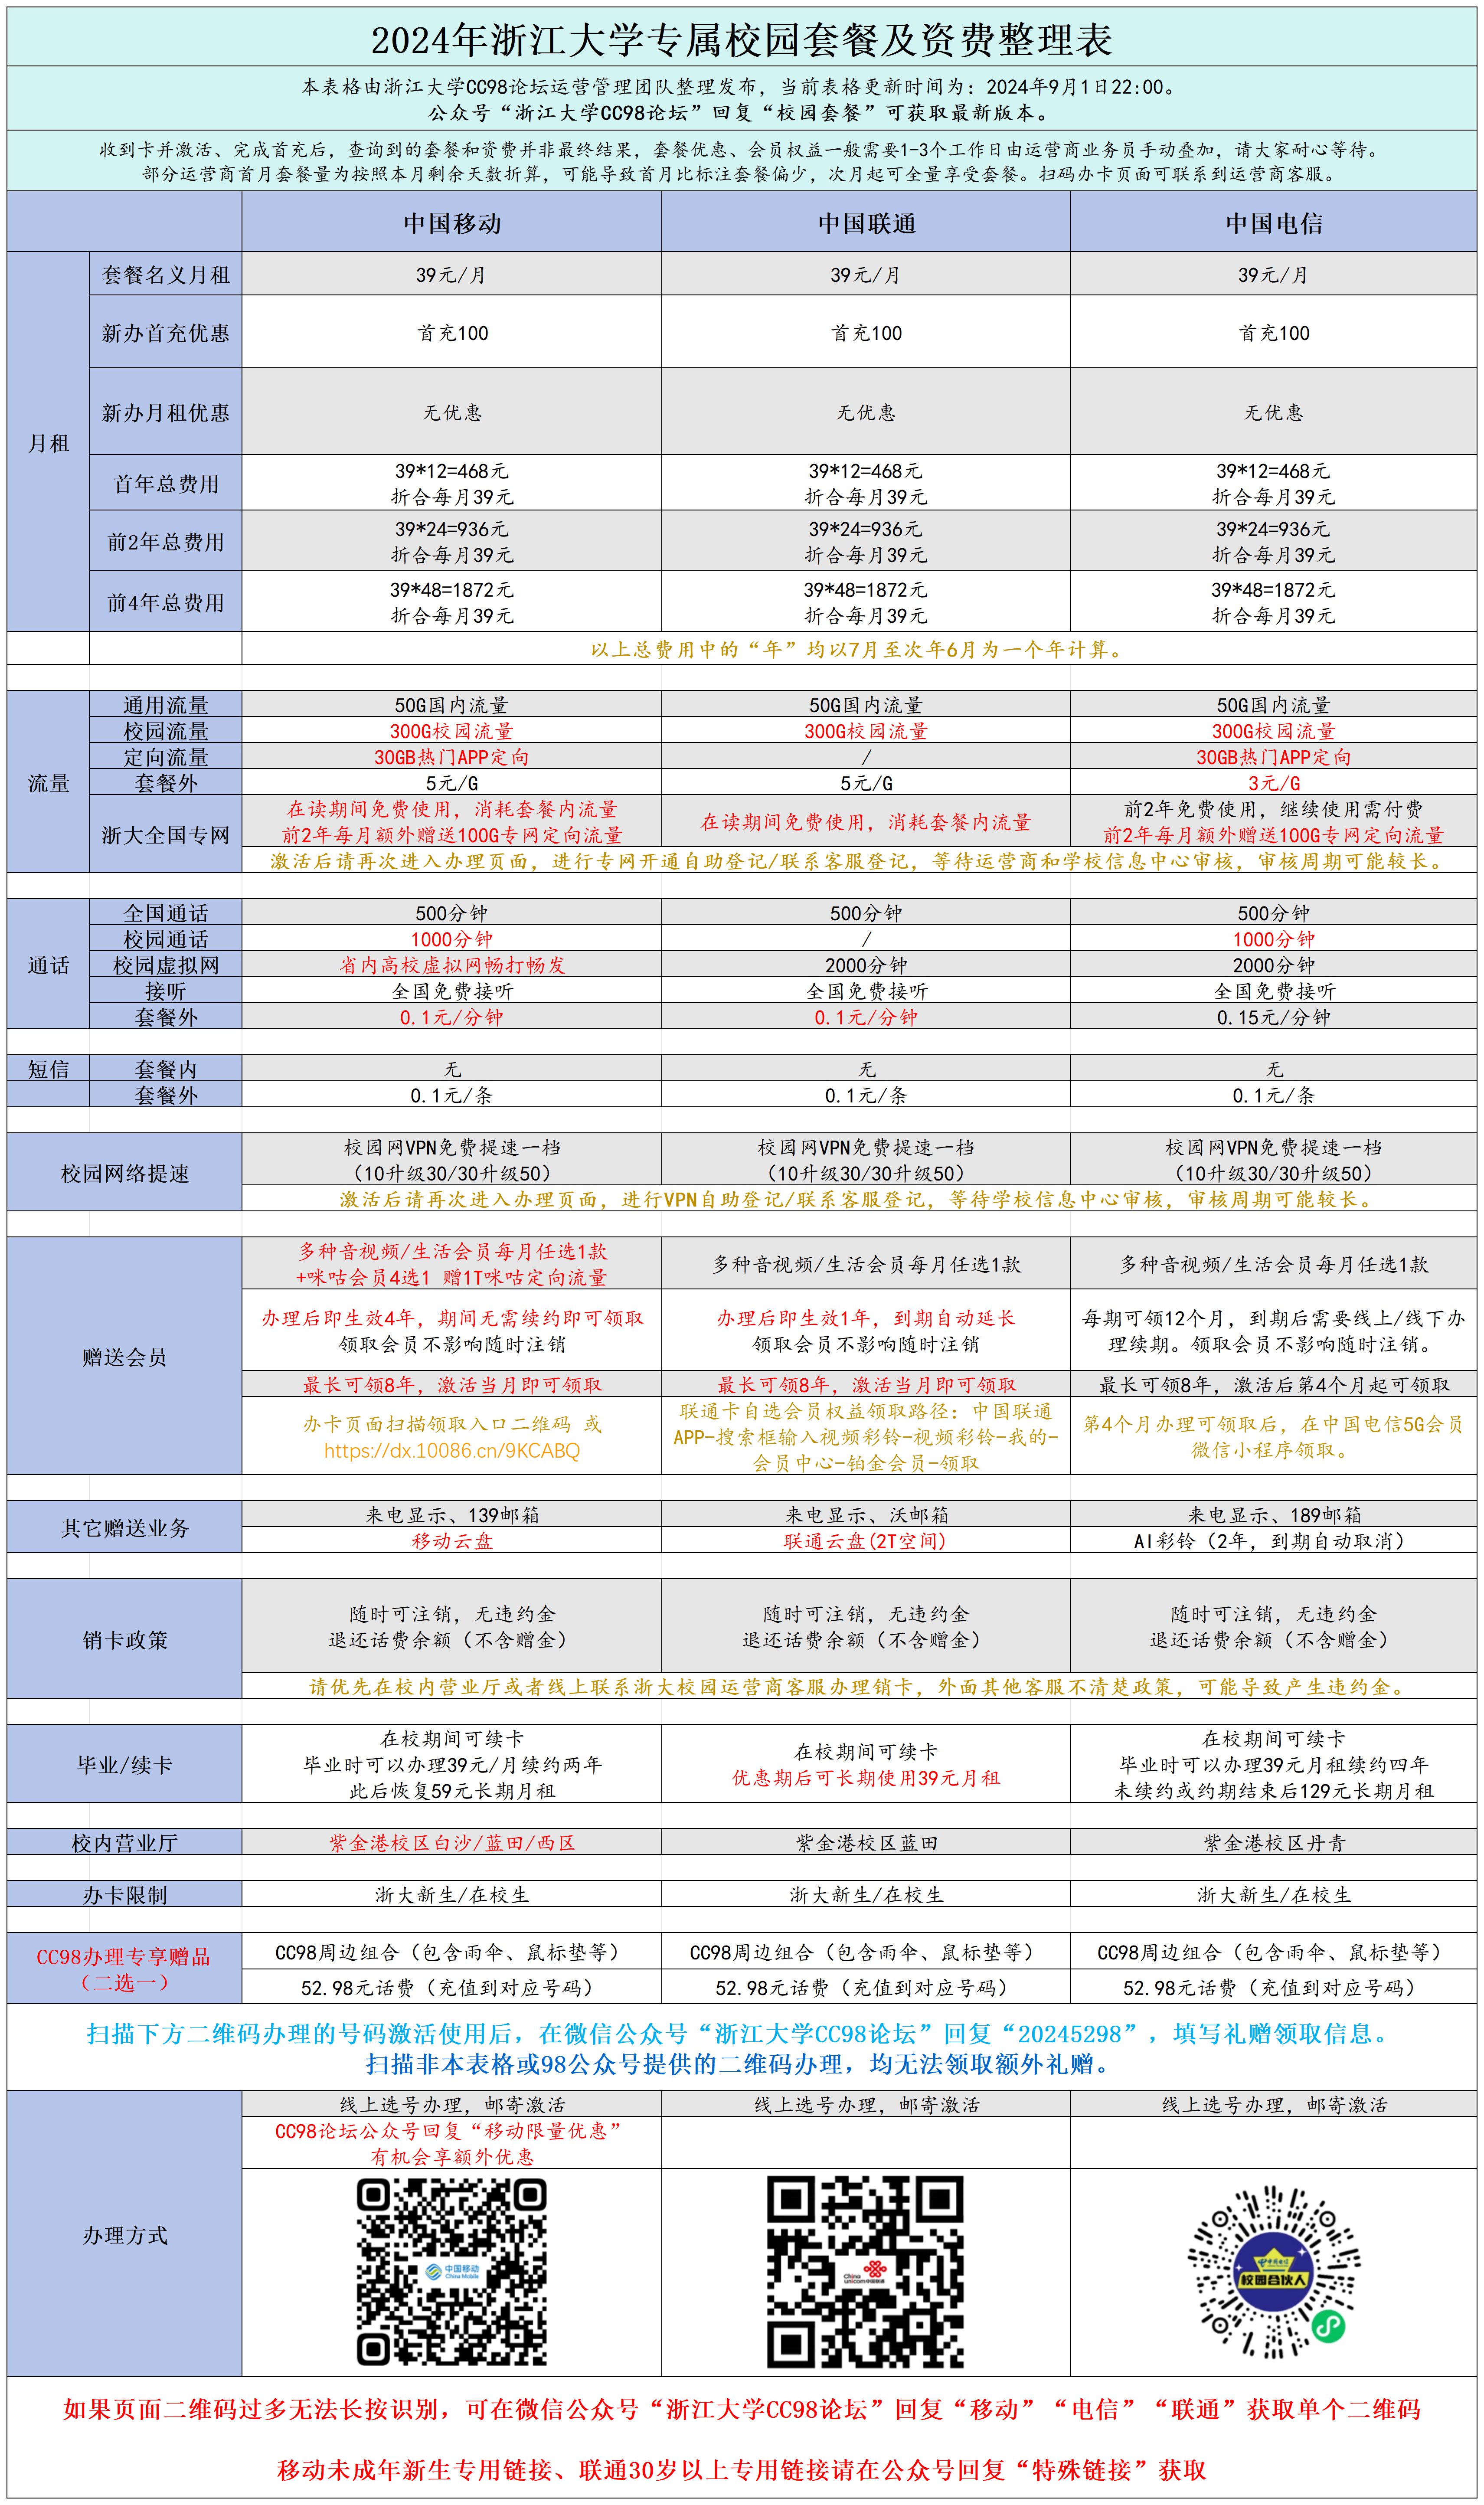 2024年浙江大学专属校园套餐及资费整理表
本表格由浙江大学CC98论坛运营管理团队整理发布，当前表格更新时间为：2024年9月1日22:00。
公众号“浙江大学CC98论坛”回复“校园套餐”可获取最新版本。
收到卡并激活、完成首充后，查询到的套餐和资费并非最终结果，套餐优惠、会员权益一般需要1-3个工作日由运营商业务员手动叠加，请大家耐心等待。
部分运营商首月套餐量为按照本月剩余天数折算，可能导致首月比标注套餐偏少，次月起可全量享受套餐。扫码办卡页面可联系到运营商客服。
中国移动 中国联通 中国电信
月租
套餐名义月租 39元/月 39元/月 39元/月
新办首充优惠 首充100 首充100 首充100
新办月租优惠 无优惠 无优惠 无优惠
首年总费用
39*12=468元 39*12=468元 39*12=468元
折合每月39元 折合每月39元 折合每月39元
前2年总费用
39*24=936元 39*24=936元 39*24=936元
折合每月39元 折合每月39元 折合每月39元
前4年总费用
39*48=1872元 39*48=1872元 39*48=1872元
折合每月39元 折合每月39元 折合每月39元
以上总费用中的“年”均以7月至次年6月为一个年计算。
流量
通用流量 50G国内流量 50G国内流量 50G国内流量
校园流量 300G校园流量 300G校园流量 300G校园流量
定向流量 30GB热门APP定向 / 30GB热门APP定向
套餐外 5元/G 5元/G 3元/G
浙大全国专网
在读期间免费使用，消耗套餐内流量
前2年每月额外赠送100G专网定向流量
在读期间免费使用，消耗套餐内流量
前2年免费使用，继续使用需付费
前2年每月额外赠送100G专网定向流量
激活后请再次进入办理页面，进行专网开通自助登记/联系客服登记，等待运营商和学校信息中心审核，审核周期可能较长。
通话
全国通话 500分钟 500分钟 500分钟
校园通话 1000分钟 / 1000分钟
校园虚拟网 省内高校虚拟网畅打畅发 2000分钟 2000分钟
接听 全国免费接听 全国免费接听 全国免费接听
套餐外 0.1元/分钟 0.1元/分钟 0.15元/分钟
短信 套餐内 无 无 无
套餐外 0.1元/条 0.1元/条 0.1元/条
校园网络提速
校园网VPN免费提速一档 校园网VPN免费提速一档 校园网VPN免费提速一档
（10升级30/30升级50） （10升级30/30升级50） （10升级30/30升级50）
激活后请再次进入办理页面，进行VPN自助登记/联系客服登记，等待学校信息中心审核，审核周期可能较长。
赠送会员
多种音视频/生活会员每月任选1款
+咪咕会员4选1 赠1T咪咕定向流量
多种音视频/生活会员每月任选1款
多种音视频/生活会员每月任选1款
办理后即生效4年，期间无需续约即可领取
领取会员不影响随时注销
办理后即生效1年，到期自动延长
领取会员不影响随时注销
每期可领12个月，到期后需要线上/线下办
理续期。领取会员不影响随时注销。
最长可领8年，激活当月即可领取 最长可领8年，激活当月即可领取 最长可领8年，激活后第4个月起可领取
办卡页面扫描领取入口二维码 或
https://dx.10086.cn/9KCABQ
联通卡自选会员权益领取路径：中国联通
APP-搜索框输入视频彩铃-视频彩铃-我的-
会员中心-铂金会员-领取
第4个月办理可领取后，在中国电信5G会员
微信小程序领取。
其它赠送业务
来电显示、139邮箱 来电显示、沃邮箱 来电显示、189邮箱
移动云盘 联通云盘(2T空间) AI彩铃（2年，到期自动取消）
销卡政策
随时可注销，无违约金 随时可注销，无违约金 随时可注销，无违约金
退还话费余额（不含赠金） 退还话费余额（不含赠金） 退还话费余额（不含赠金）
请优先在校内营业厅或者线上联系浙大校园运营商客服办理销卡，外面其他客服不清楚政策，可能导致产生违约金。
毕业/续卡
在校期间可续卡
毕业时可以办理39元/月续约两年
此后恢复59元长期月租
在校期间可续卡
优惠期后可长期使用39元月租
在校期间可续卡
毕业时可以办理39元月租续约四年
未续约或约期结束后129元长期月租
校内营业厅 紫金港校区白沙/蓝田/西区 紫金港校区蓝田 紫金港校区丹青
办卡限制 浙大新生/在校生 浙大新生/在校生 浙大新生/在校生
CC98办理专享赠品
（二选一）
CC98周边组合（包含雨伞、鼠标垫等） CC98周边组合（包含雨伞、鼠标垫等） CC98周边组合（包含雨伞、鼠标垫等）
52.98元话费（充值到对应号码） 52.98元话费（充值到对应号码） 52.98元话费（充值到对应号码）
扫描下方二维码办理的号码激活使用后，在微信公众号“浙江大学CC98论坛”回复“20245298”，填写礼赠领取信息。
扫描非本表格或98公众号提供的二维码办理，均无法领取额外礼赠。
办理方式
线上选号办理，邮寄激活 线上选号办理，邮寄激活 线上选号办理，邮寄激活
CC98论坛公众号回复“移动限量优惠”
有机会享额外优惠
中国移动
China Mobile
China
unicom中国联通
中国电信
校园合伙人
如果页面二维码过多无法长按识别，可在微信公众号“浙江大学CC98论坛”回复“移动”“电信”“联通”获取单个二维码
移动未成年新生专用链接、联通30岁以上专用链接请在公众号回复“特殊链接”获取